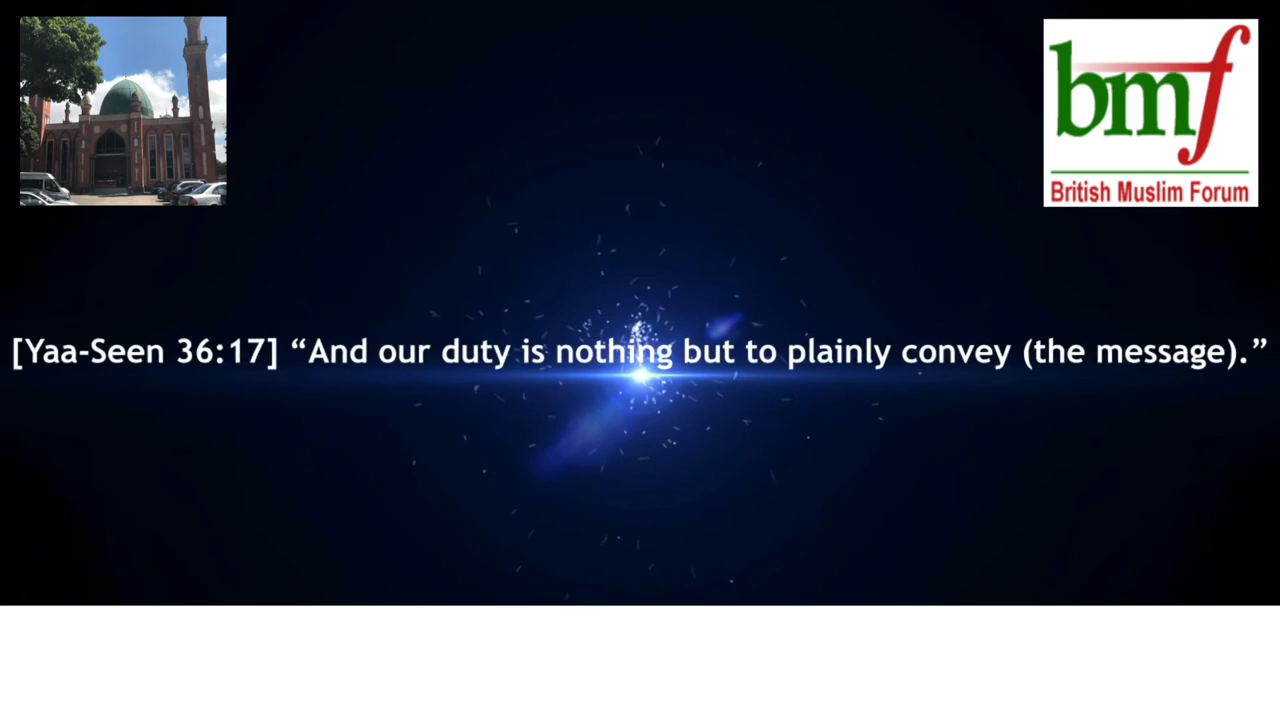 bmf
British Muslim Forum
[Yaa-Seen 36:17] “And our duty is nothing but to plainly convey (the message).”